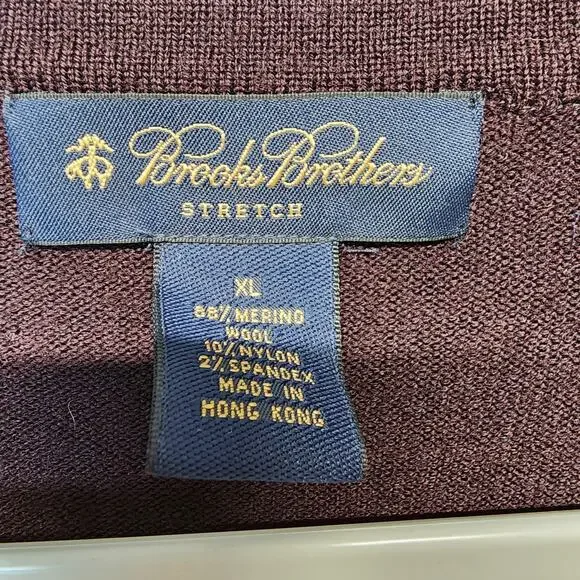 Brooks Brothers
STRETCH
XL
88% MERINO
WOOL
10% NYLON
2% SPANDEX
MADE IN
HONG KONG